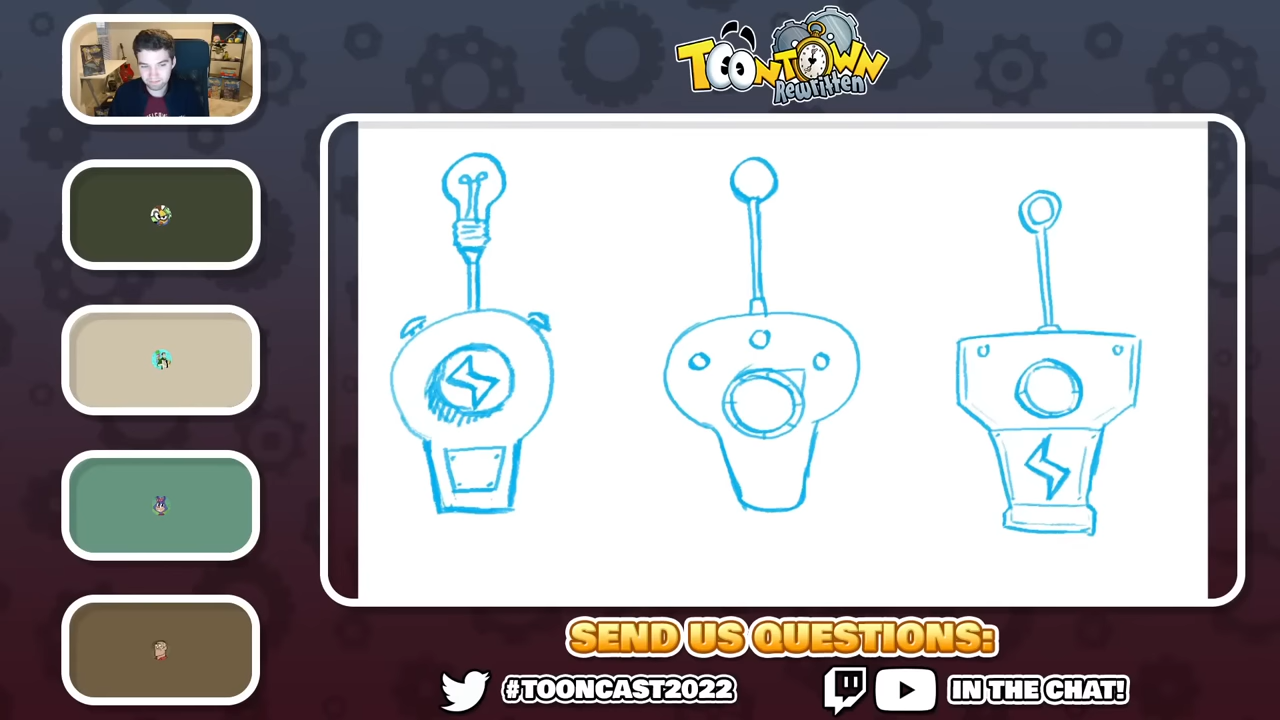 TOONTOWN
Rewritten
SEND US QUESTIONS:
#TOONCAST2022
IN THE CHAT!